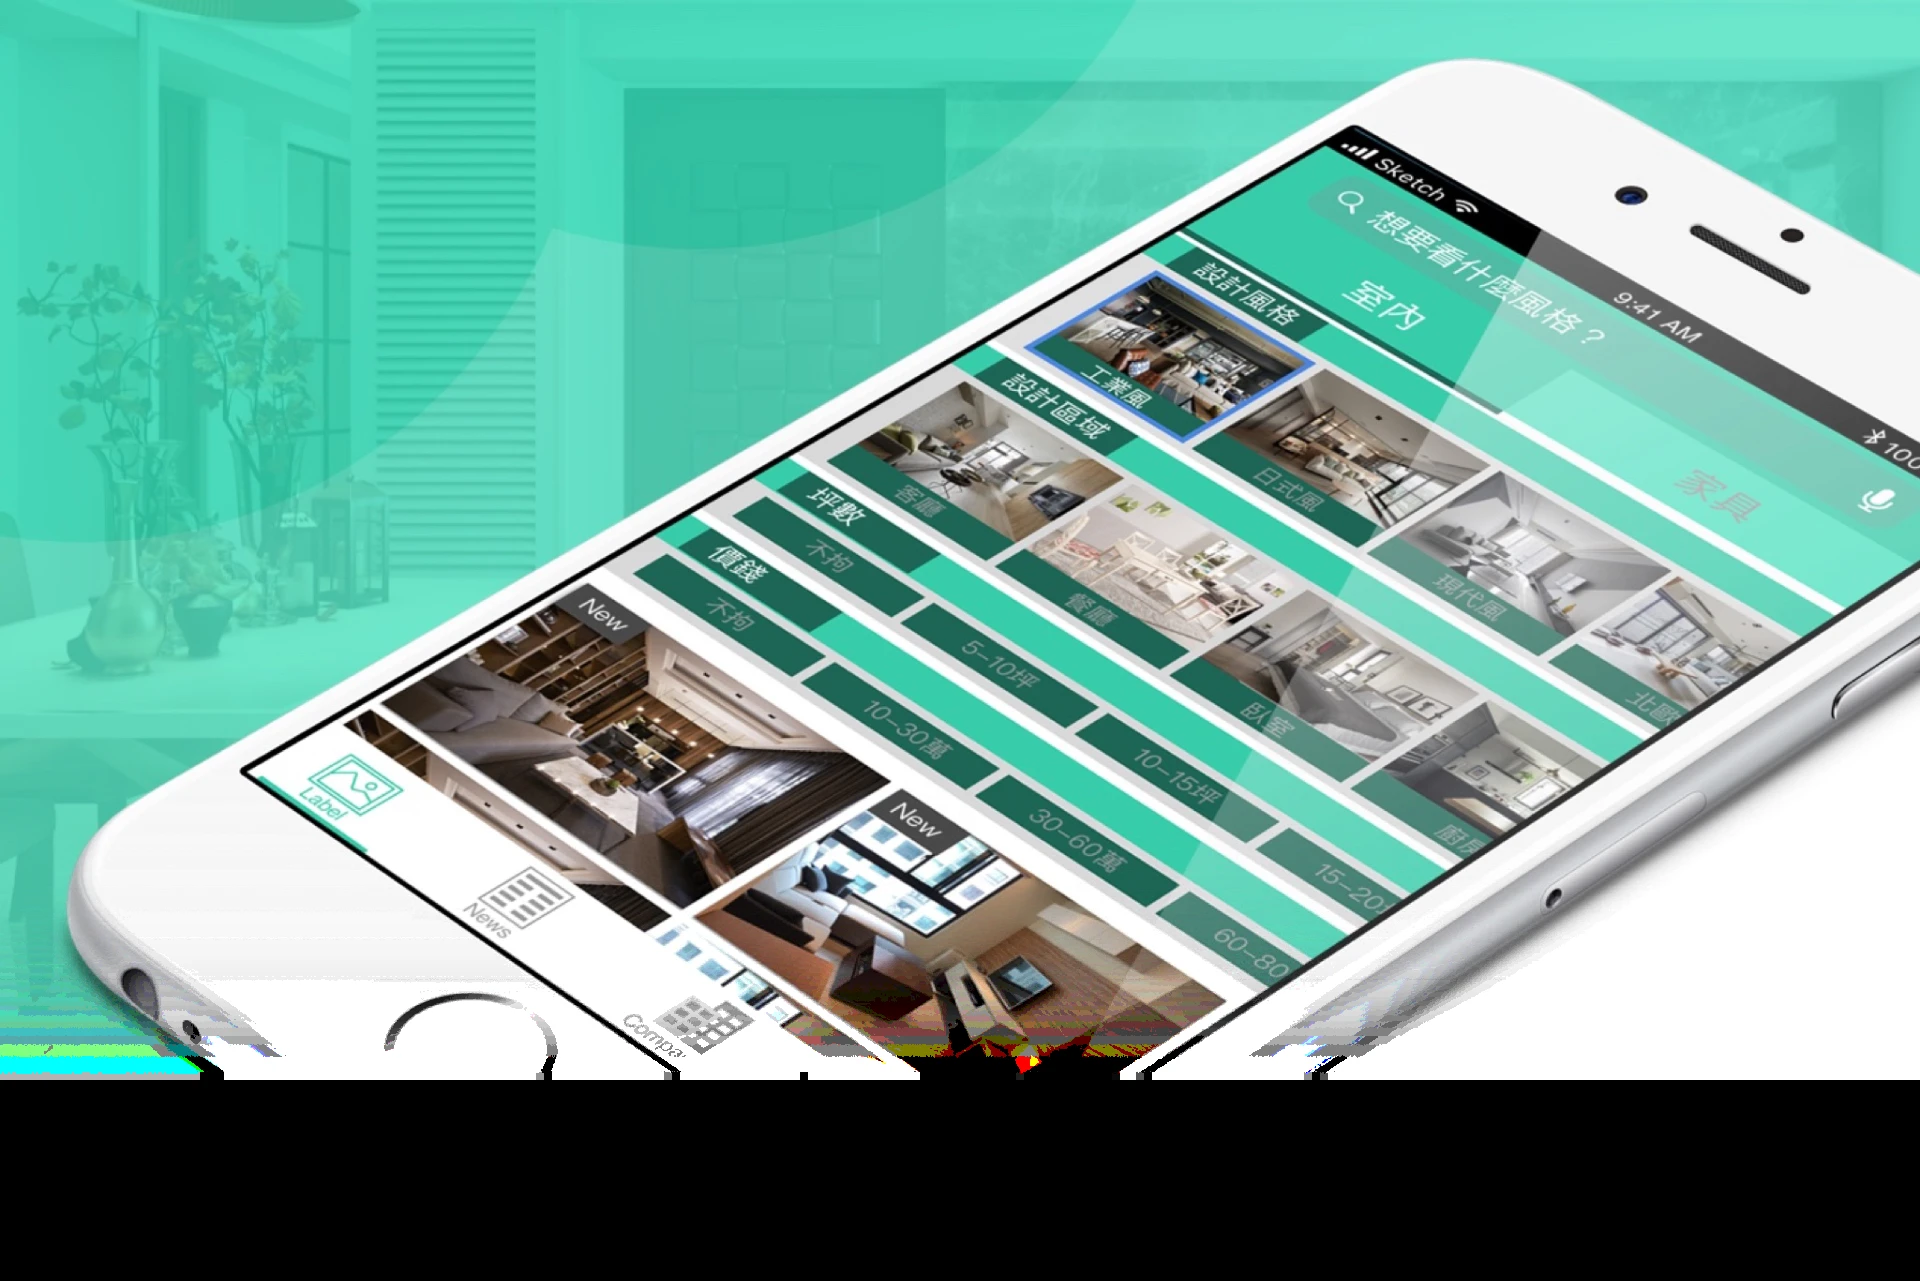 Sketch
9:41 AM
100
想要看什麼風格？
室內
家具
設計風格
工業風
日式風
現代風
北歐
設計區域
客廳
餐廳
臥室
廚房
坪數
不拘
5-10坪
10-15坪
15-20
價錢
不拘
10-30萬
30-60萬
60-80
New
New
Label
News
Compa